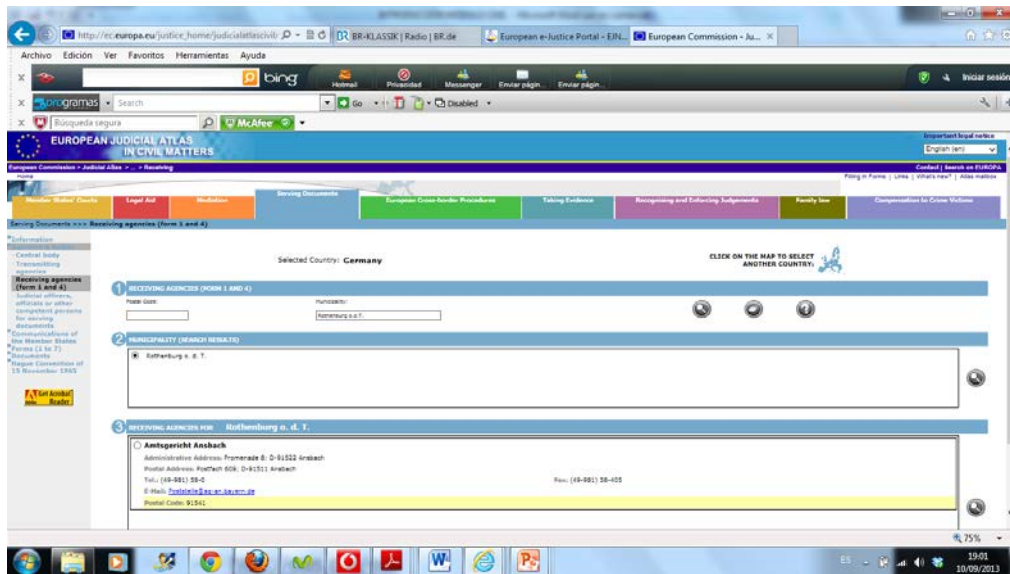 http://ec.europa.eu/justice_home/judicialatlascivil/
BR-KLASSIK | Radio | BR.de
European e-Justice Portal - EJN...
European Commission - Ju...
Archivo Edición Ver Favoritos Herramientas Ayuda
bing
Hotmail Privacidad Messenger Enviar págin... Enviar págin...
Iniciar sesión
programas Search Go Disabled
Búsqueda segura McAfee
EUROPEAN JUDICIAL ATLAS
IN CIVIL MATTERS
Important legal notice
English (en)
European Commission > Judicial Atlas > ... > Receiving
Contact | Search on EUROPA
Home
Filling in Forms | Links | What's new? | Atlas mailbox
Member States' Courts Legal Aid Mediation Serving Documents European Cross-border Procedures Taking Evidence Recognising and Enforcing Judgements Family law Compensation to Crime Victims
Serving Documents >>> Receiving agencies (form 1 and 4)
Information
Central body
Transmitting
agencies
Receiving agencies
(form 1 and 4)
Judicial officers,
officials or other
competent persons
for serving
documents
Communications of
the Member States
Forms (1 to 7)
Documents
Hague Convention of
15 November 1965
Get Acrobat
Reader
Selected Country: Germany
CLICK ON THE MAP TO SELECT
ANOTHER COUNTRY:
1 RECEIVING AGENCIES (FORM 1 AND 4)
Postal Code: Municipality:
Rothenburg o.d.T.
2 MUNICIPALITY (SEARCH RESULTS)
Rothenburg o. d. T.
3 RECEIVING AGENCIES FOR Rothenburg o. d. T.
Amtsgericht Ansbach
Administrative Address: Promenade 8; D-91522 Ansbach
Postal Address: Postfach 609; D-91511 Ansbach
Tel.: (49-981) 58-0 Fax: (49-981) 58-405
E-Mail: Poststelle@ag-an.bayern.de
Postal Code: 91541
75%
ES
19:01
10/09/2013